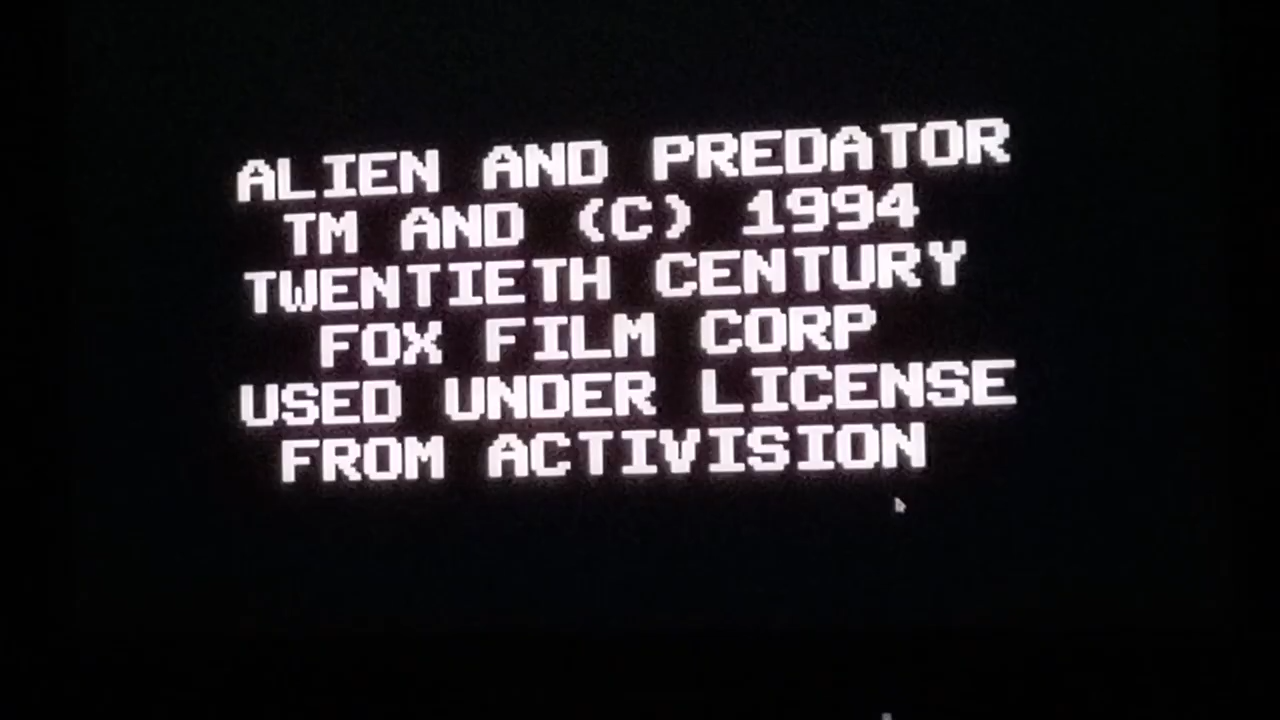 ALIEN AND PREDATOR
TM AND (C) 1994
TWENTIETH CENTURY
FOX FILM CORP
USED UNDER LICENSE
FROM ACTIVISION